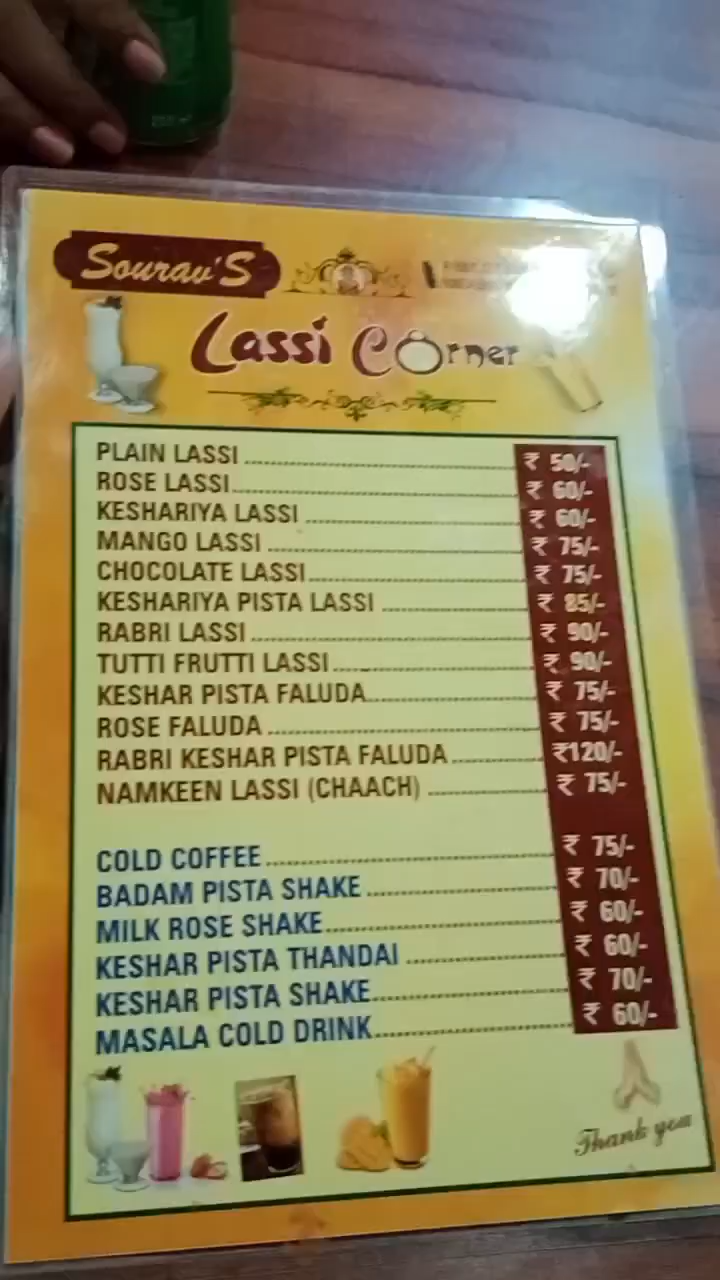 Sourav'S
Lassi Corner
PLAIN LASSI ₹ 50/-
ROSE LASSI ₹ 60/-
KESHARIYA LASSI ₹ 60/-
MANGO LASSI ₹ 75/-
CHOCOLATE LASSI ₹ 75/-
KESHARIYA PISTA LASSI ₹ 85/-
RABRI LASSI ₹ 90/-
TUTTI FRUTTI LASSI ₹ 90/-
KESHAR PISTA FALUDA ₹ 75/-
ROSE FALUDA ₹ 75/-
RABRI KESHAR PISTA FALUDA ₹120/-
NAMKEEN LASSI (CHAACH) ₹ 75/-
COLD COFFEE ₹ 75/-
BADAM PISTA SHAKE ₹ 70/-
MILK ROSE SHAKE ₹ 60/-
KESHAR PISTA THANDAI ₹ 60/-
KESHAR PISTA SHAKE ₹ 70/-
MASALA COLD DRINK ₹ 60/-
Thank you